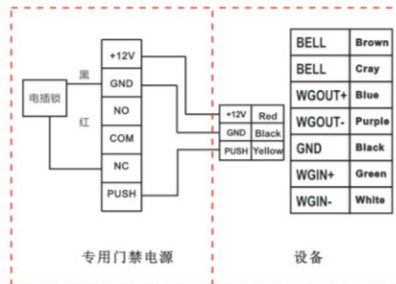 电插锁
黑
红
+12V
GND
NO
COM
NC
PUSH
专用门禁电源
+12V Red
GND Black
PUSH Yellow
BELL Brown
BELL Cray
WGOUT+ Blue
WGOUT- Purple
GND Black
WGIN+ Green
WGIN- White
设备